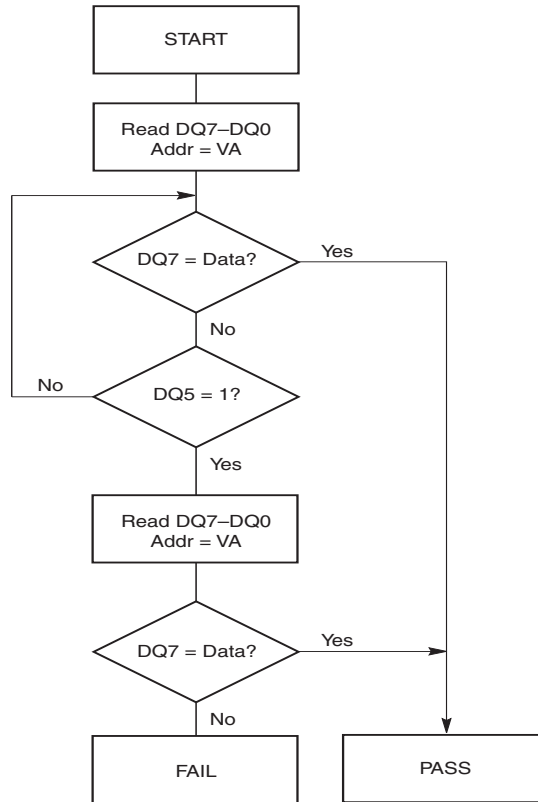 START
Read DQ7–DQ0
Addr = VA
DQ7 = Data?
Yes
No
No
DQ5 = 1?
Yes
Read DQ7–DQ0
Addr = VA
DQ7 = Data?
Yes
No
FAIL
PASS